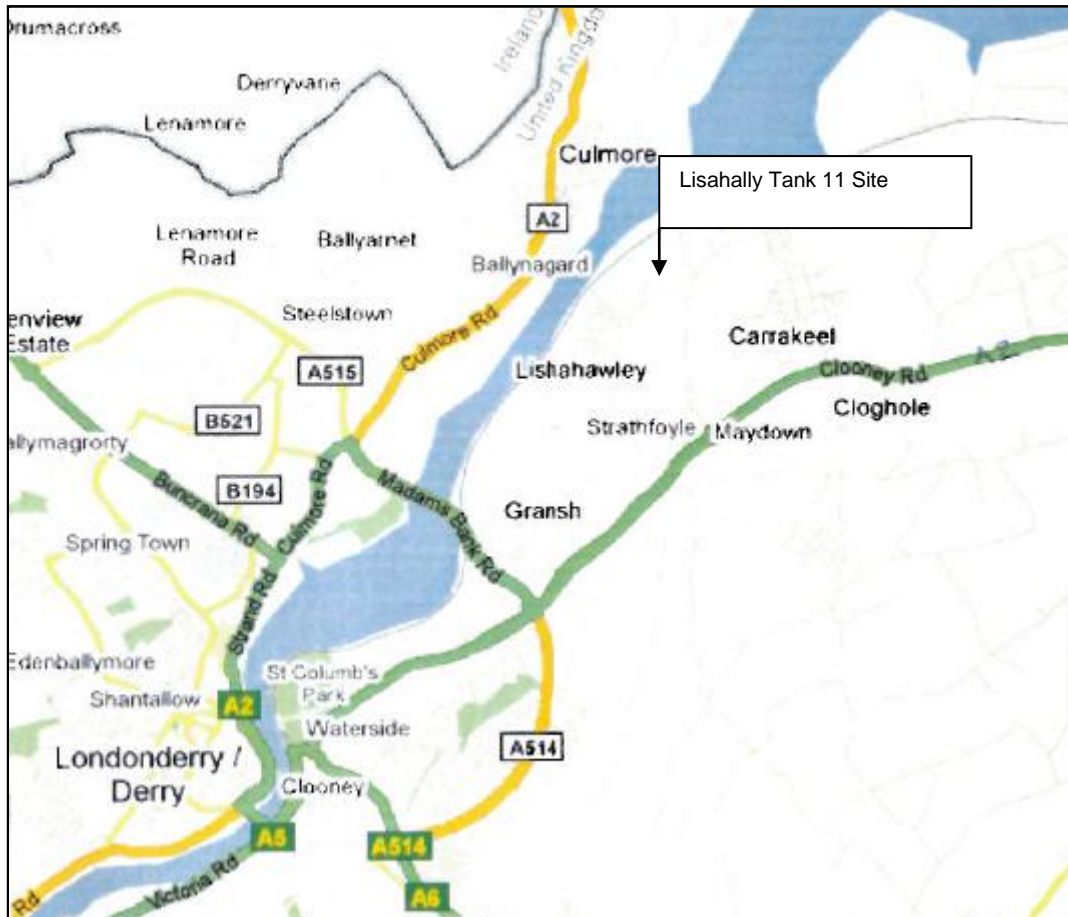 Drumacross
Ireland
United Kingdo
Derryvane
Lenamore
Culmore
Lisahally Tank 11 Site
A2
Lenamore
Road
Ballyarnet
Ballynagard
Steelstown
enview
Estate
Culmore Rd
Carrakeel
A515
Lishahawley
Clooney Rd
A2
Cloghole
B521
Strathfoyle
Maydown
allymagrorty
Buncrana Rd
B194
Culmore Rd
Madams Bank Rd
Gransh
Spring Town
Strand Rd
Edenballymore
St Columb's
Park
Shantallow
A2
Waterside
A514
Londonderry /
Derry
Clooney
A5
A514
Victoria Rd
A6
Rd